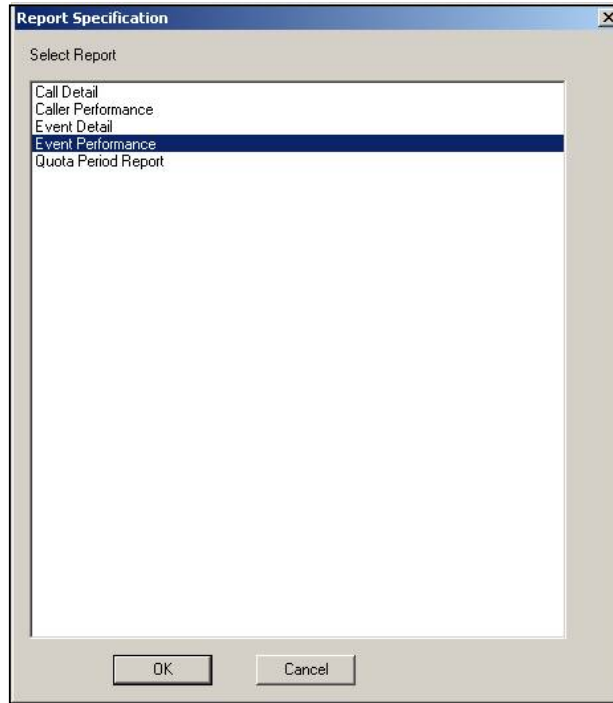 Report Specification
Select Report
Call Detail
Caller Performance
Event Detail
Event Performance
Quota Period Report
OK Cancel